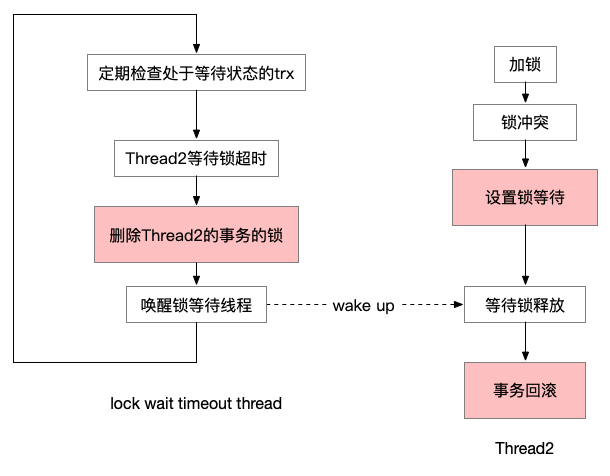 定期检查处于等待状态的trx
Thread2等待锁超时
删除Thread2的事务的锁
唤醒锁等待线程
wake up
lock wait timeout thread
加锁
锁冲突
设置锁等待
等待锁释放
事务回滚
Thread2